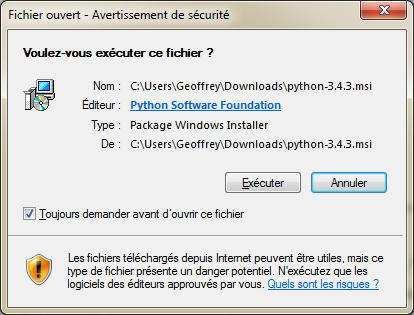 Fichier ouvert - Avertissement de sécurité
Voulez-vous exécuter ce fichier ?
Nom : C:\Users\Geoffrey\Downloads\python-3.4.3.msi
Éditeur : Python Software Foundation
Type : Package Windows Installer
De : C:\Users\Geoffrey\Downloads\python-3.4.3.msi
Exécuter Annuler
Toujours demander avant d'ouvrir ce fichier
Les fichiers téléchargés depuis Internet peuvent être utiles, mais ce
type de fichier présente un danger potentiel. N'exécutez que les
logiciels des éditeurs approuvés par vous. Quels sont les risques ?